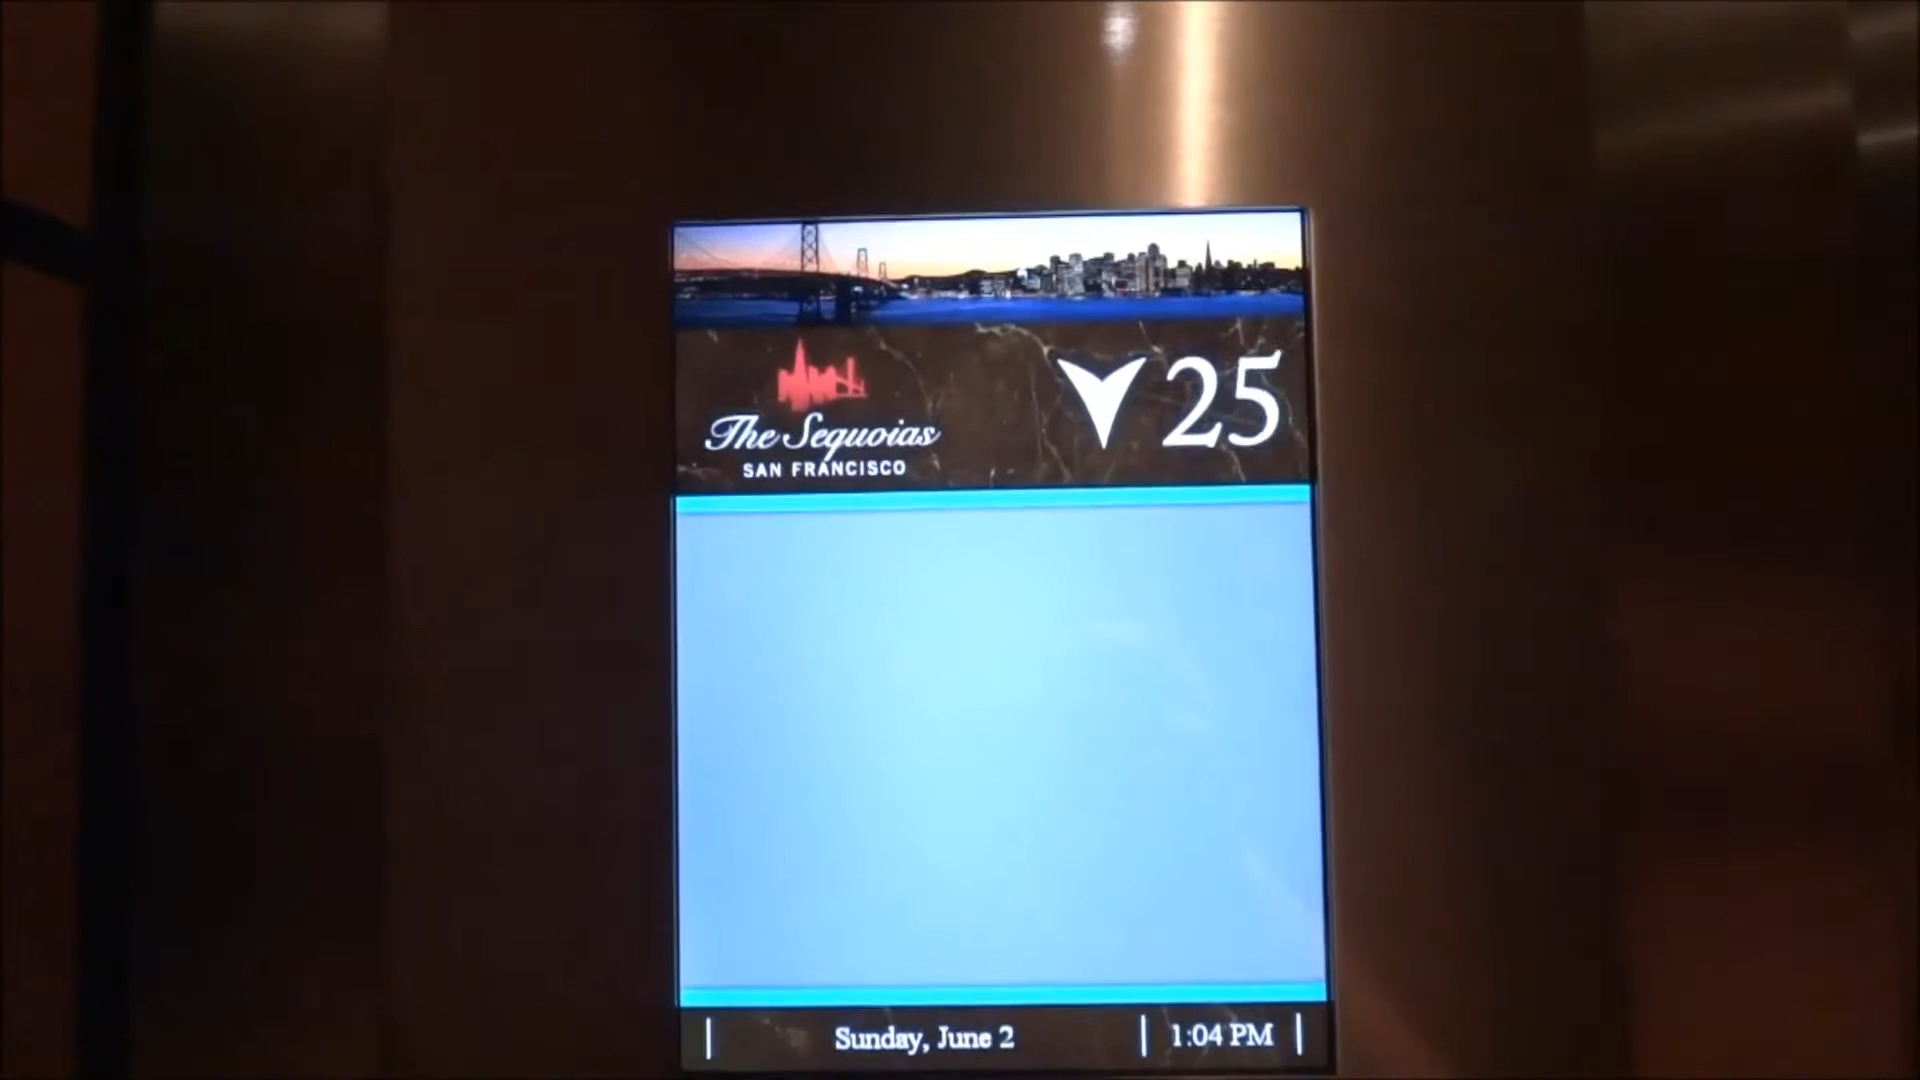 The Sequoias
SAN FRANCISCO
25
Sunday, June 2
1:04 PM